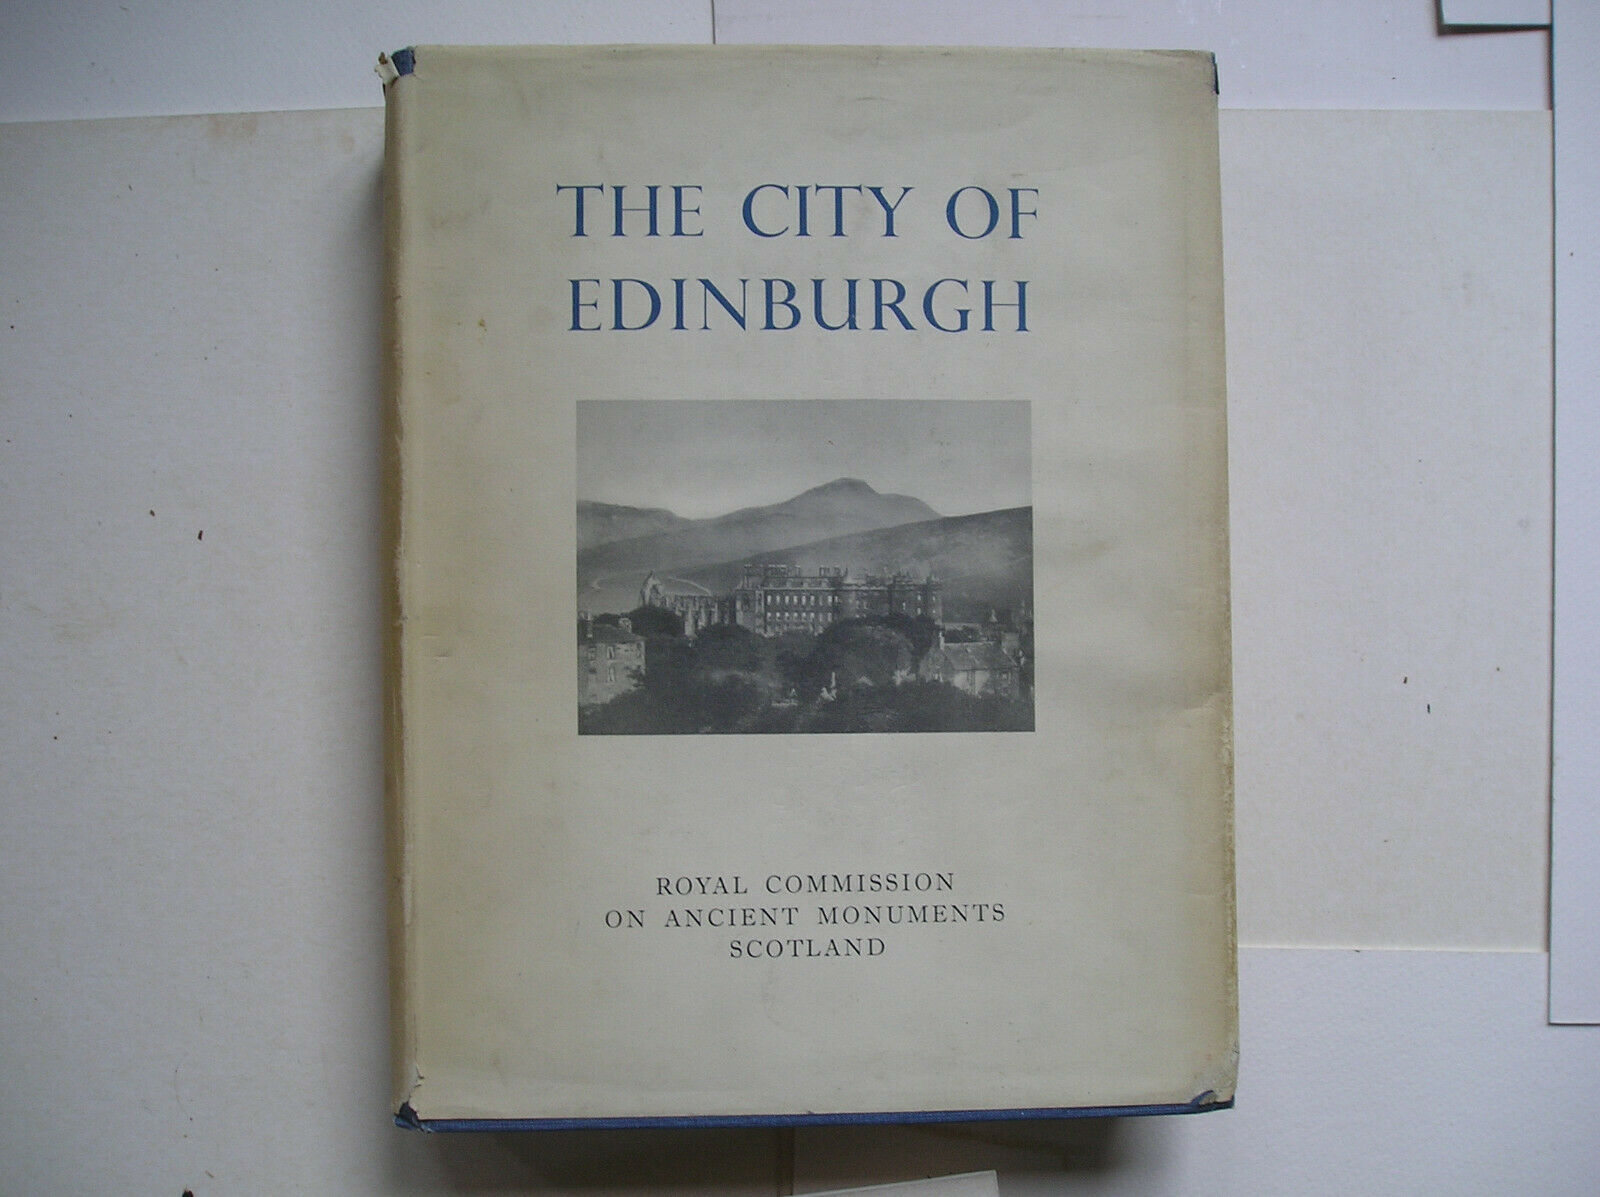 THE CITY OF
EDINBURGH
ROYAL COMMISSION
ON ANCIENT MONUMENTS
SCOTLAND